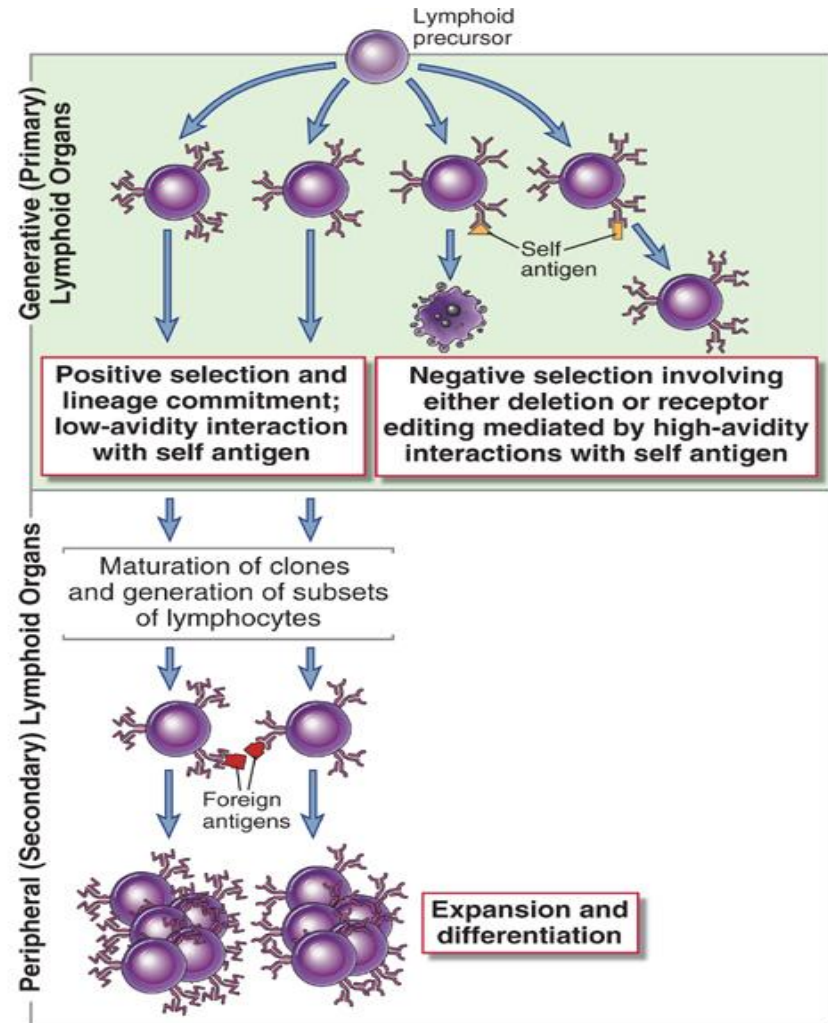 Lymphoid
precursor
Generative (Primary)
Lymphoid Organs
Self
antigen
Positive selection and
lineage commitment;
low-avidity interaction
with self antigen
Negative selection involving
either deletion or receptor
editing mediated by high-avidity
interactions with self antigen
Peripheral (Secondary) Lymphoid Organs
Maturation of clones
and generation of subsets
of lymphocytes
Foreign
antigens
Expansion and
differentiation